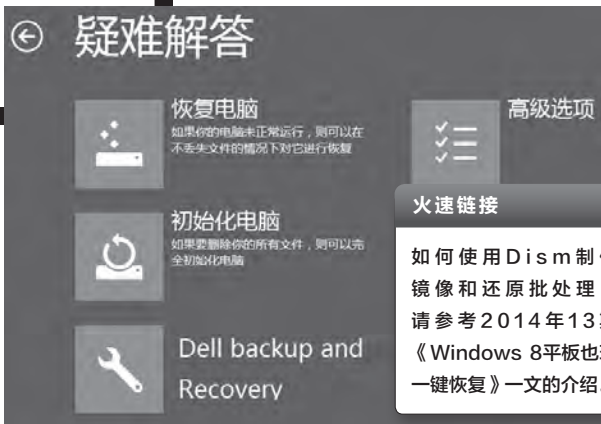 疑难解答
恢复电脑
如果你的电脑未正常运行，则可以在
不丢失文件的情况下对它进行恢复
初始化电脑
如果要删除你的所有文件，则可以完
全初始化电脑
Dell backup and
Recovery
高级选项
火速链接
如何使用Dism制
镜像和还原批处理
请参考2014年13
《Windows 8平板也
一键恢复》一文的介绍